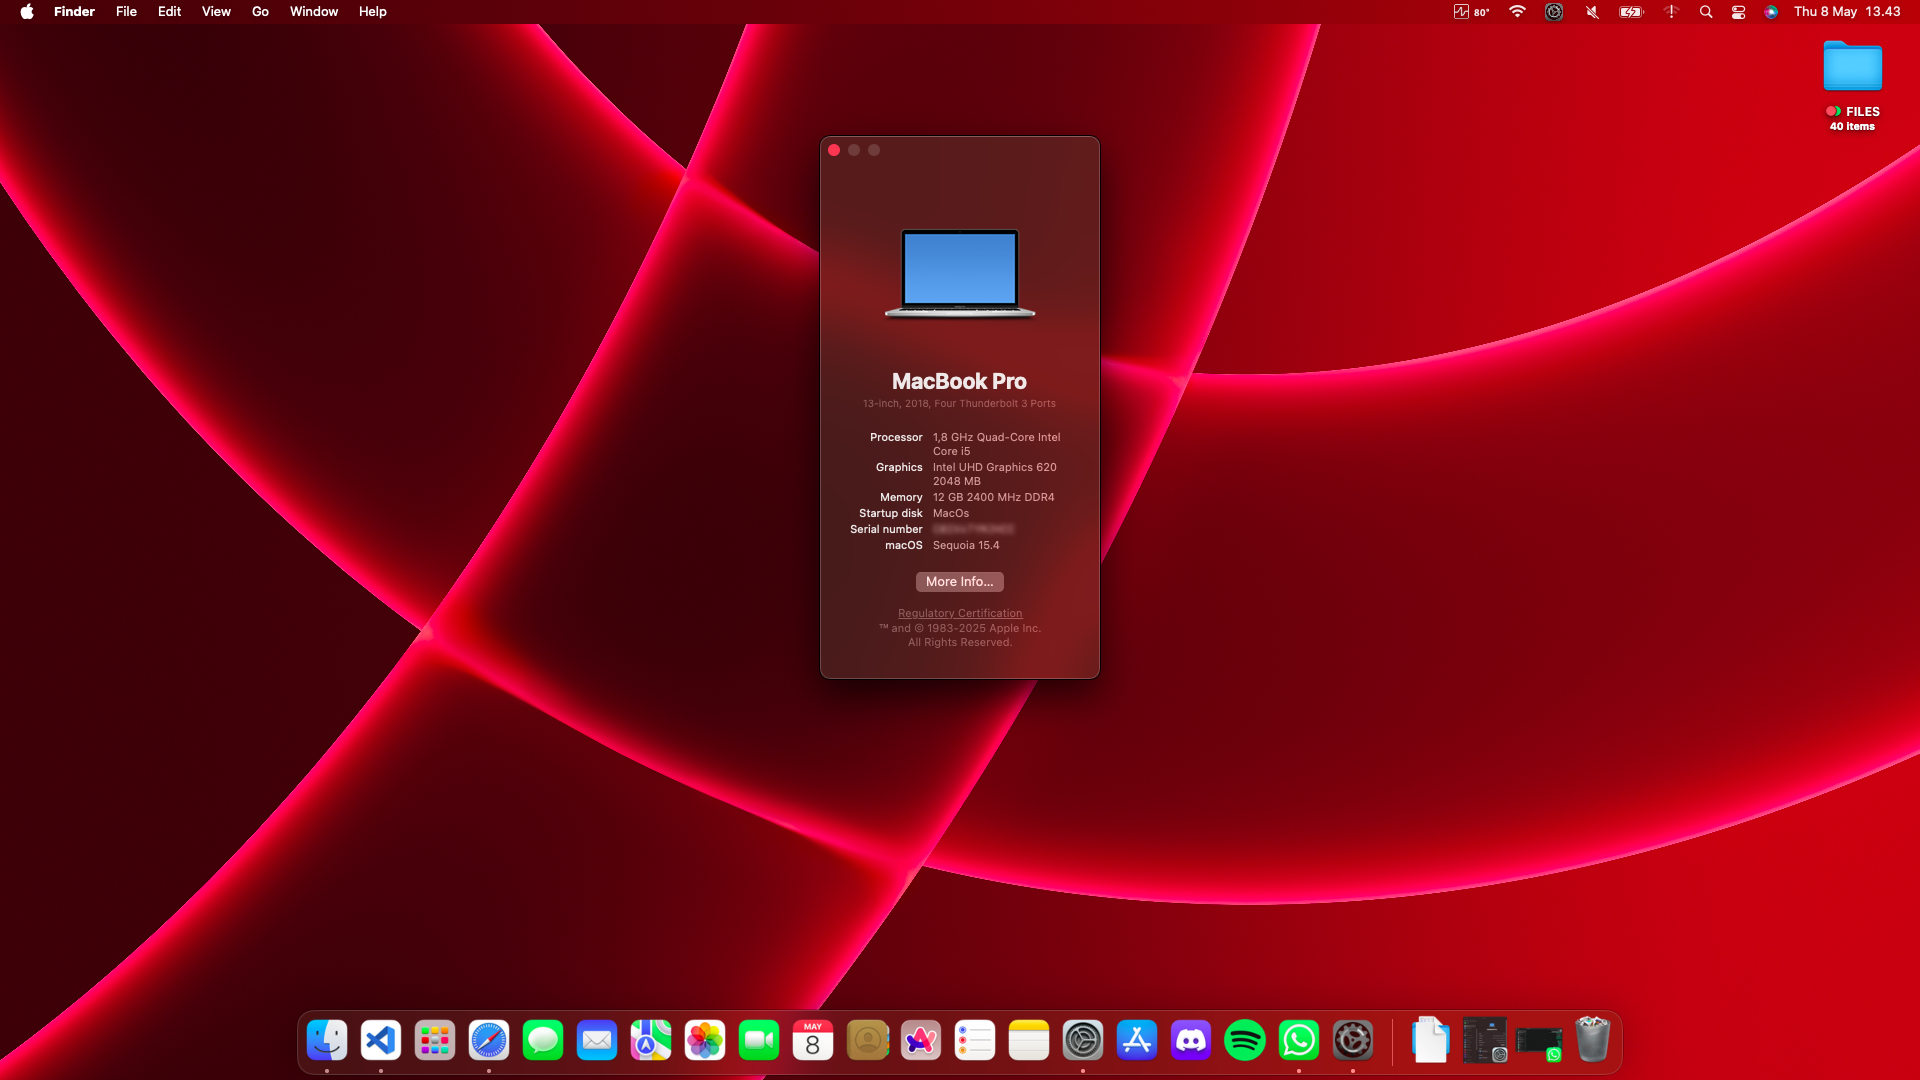 Finder File Edit View Go Window Help
80° Thu 8 May 13.43
FILES
40 items
MacBook Pro
13-inch, 2018, Four Thunderbolt 3 Ports
Processor 1,8 GHz Quad-Core Intel
Core i5
Graphics Intel UHD Graphics 620
2048 MB
Memory 12 GB 2400 MHz DDR4
Startup disk MacOs
Serial number
macOS Sequoia 15.4
More Info...
Regulatory Certification
™ and © 1983-2025 Apple Inc.
All Rights Reserved.
MAY
8